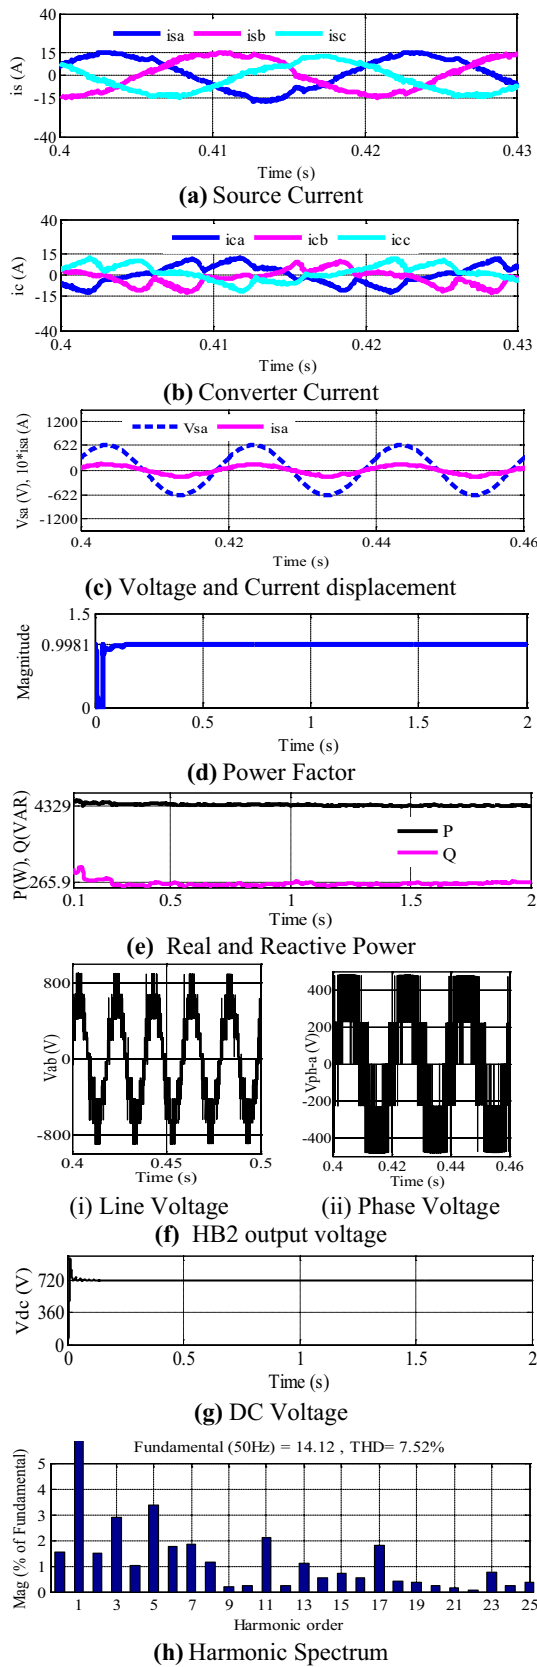 40
isa isb isc
15
0
-15
-40
is (A)
0.4 0.41 0.42 0.43
Time (s)
(a) Source Current
40
ica icb icc
15
0
-15
-40
ic (A)
0.4 0.41 0.42 0.43
Time (s)
(b) Converter Current
1200
Vsa isa
622
0
-622
-1200
Vsa (V), 10*isa (A)
0.4 0.42 0.44 0.46
Time (s)
(c) Voltage and Current displacement
1.5
0.9981
0
Magnitude
0 0.5 1 1.5 2
Time (s)
(d) Power Factor
4329
P
Q
265.9
P(W), Q(VAR)
0.1 0.5 1 1.5 2
Time (s)
(e) Real and Reactive Power
800
0
-800
Vab (V)
0.4 0.45 0.5
Time (s)
400
200
0
-200
-400
Vph-a (V)
0.4 0.42 0.44 0.46
Time (s)
(i) Line Voltage (ii) Phase Voltage
(f) HB2 output voltage
720
360
0
Vdc (V)
0 0.5 1 1.5 2
Time (s)
(g) DC Voltage
Fundamental (50Hz) = 14.12 , THD= 7.52%
5
4
3
2
1
0
Mag (% of Fundamental)
1 3 5 7 9 11 13 15 17 19 21 23 25
Harmonic order
(h) Harmonic Spectrum